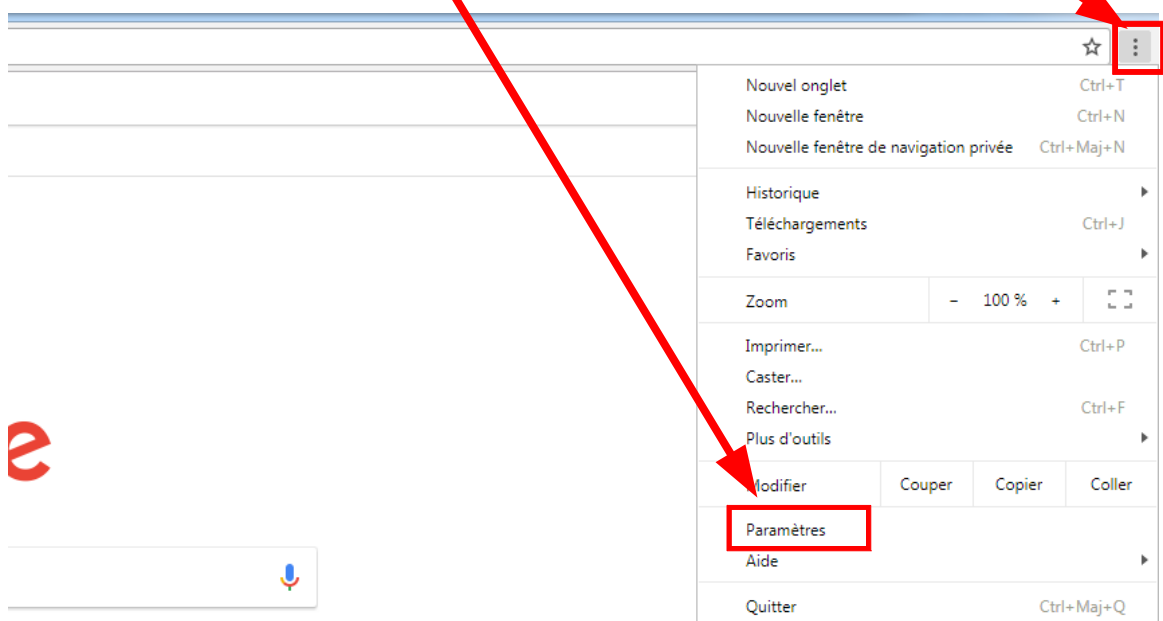 Nouvel onglet Ctrl+T
Nouvelle fenêtre Ctrl+N
Nouvelle fenêtre de navigation privée Ctrl+Maj+N
Historique
Téléchargements Ctrl+J
Favoris
Zoom - 100 % +
Imprimer... Ctrl+P
Caster...
Rechercher... Ctrl+F
Plus d'outils
e
Modifier Couper Copier Coller
Paramètres
Aide
Quitter Ctrl+Maj+Q